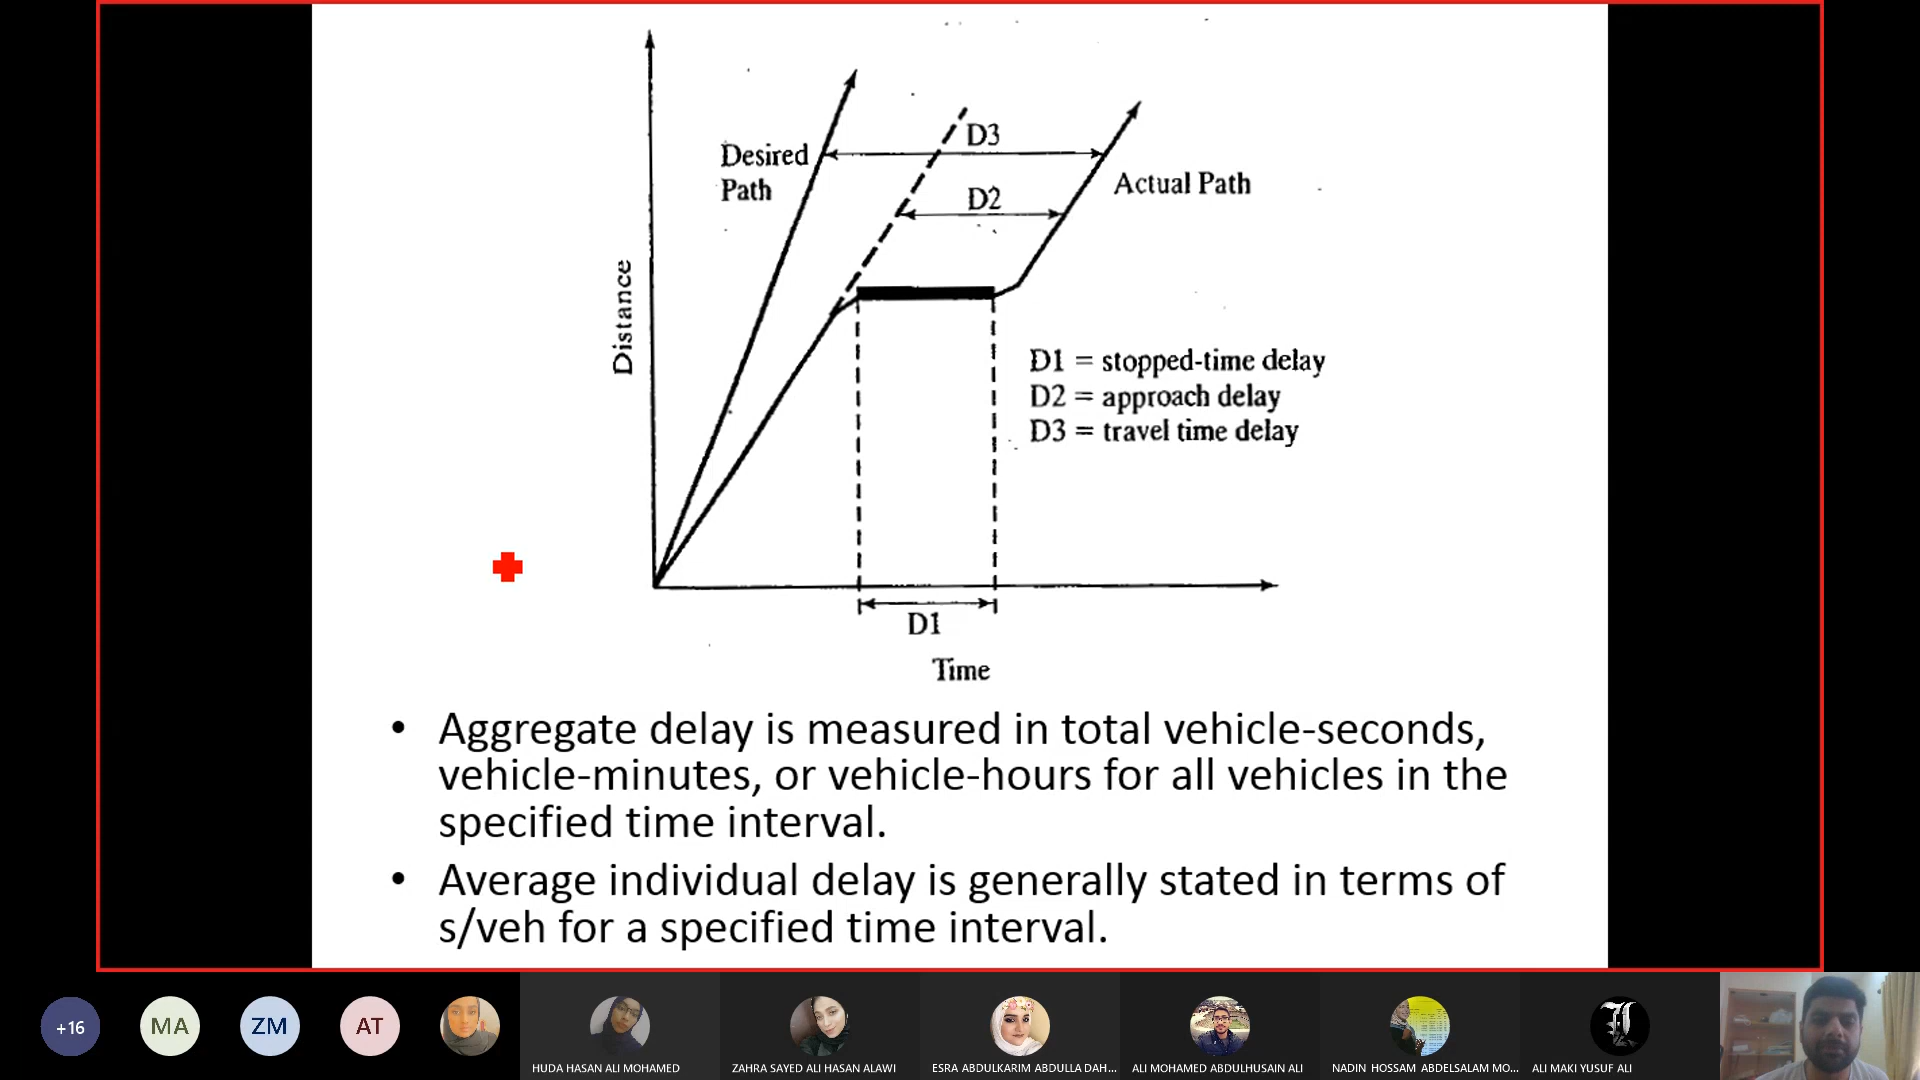 D3
Desired
Path
Actual Path
D2
Distance
D1 = stopped-time delay
D2 = approach delay
D3 = travel time delay
D1
Time
• Aggregate delay is measured in total vehicle-seconds,
vehicle-minutes, or vehicle-hours for all vehicles in the
specified time interval.
• Average individual delay is generally stated in terms of
s/veh for a specified time interval.
+16
MA
ZM
AT
HUDA HASAN ALI MOHAMED
ZAHRA SAYED ALI HASAN ALAWI
ESRA ABDULKARIM ABDULLA DAH...
ALI MOHAMED ABDULHUSAIN ALI
NADIN HOSSAM ABDELSALAM MO...
ALI MAKI YUSUF ALI